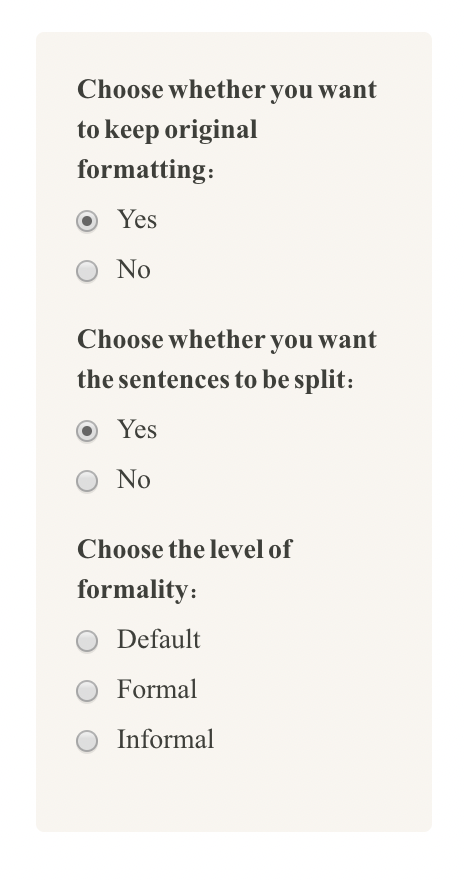 Choose whether you want
to keep original
formatting：
Yes
No
Choose whether you want
the sentences to be split：
Yes
No
Choose the level of
formality：
Default
Formal
Informal